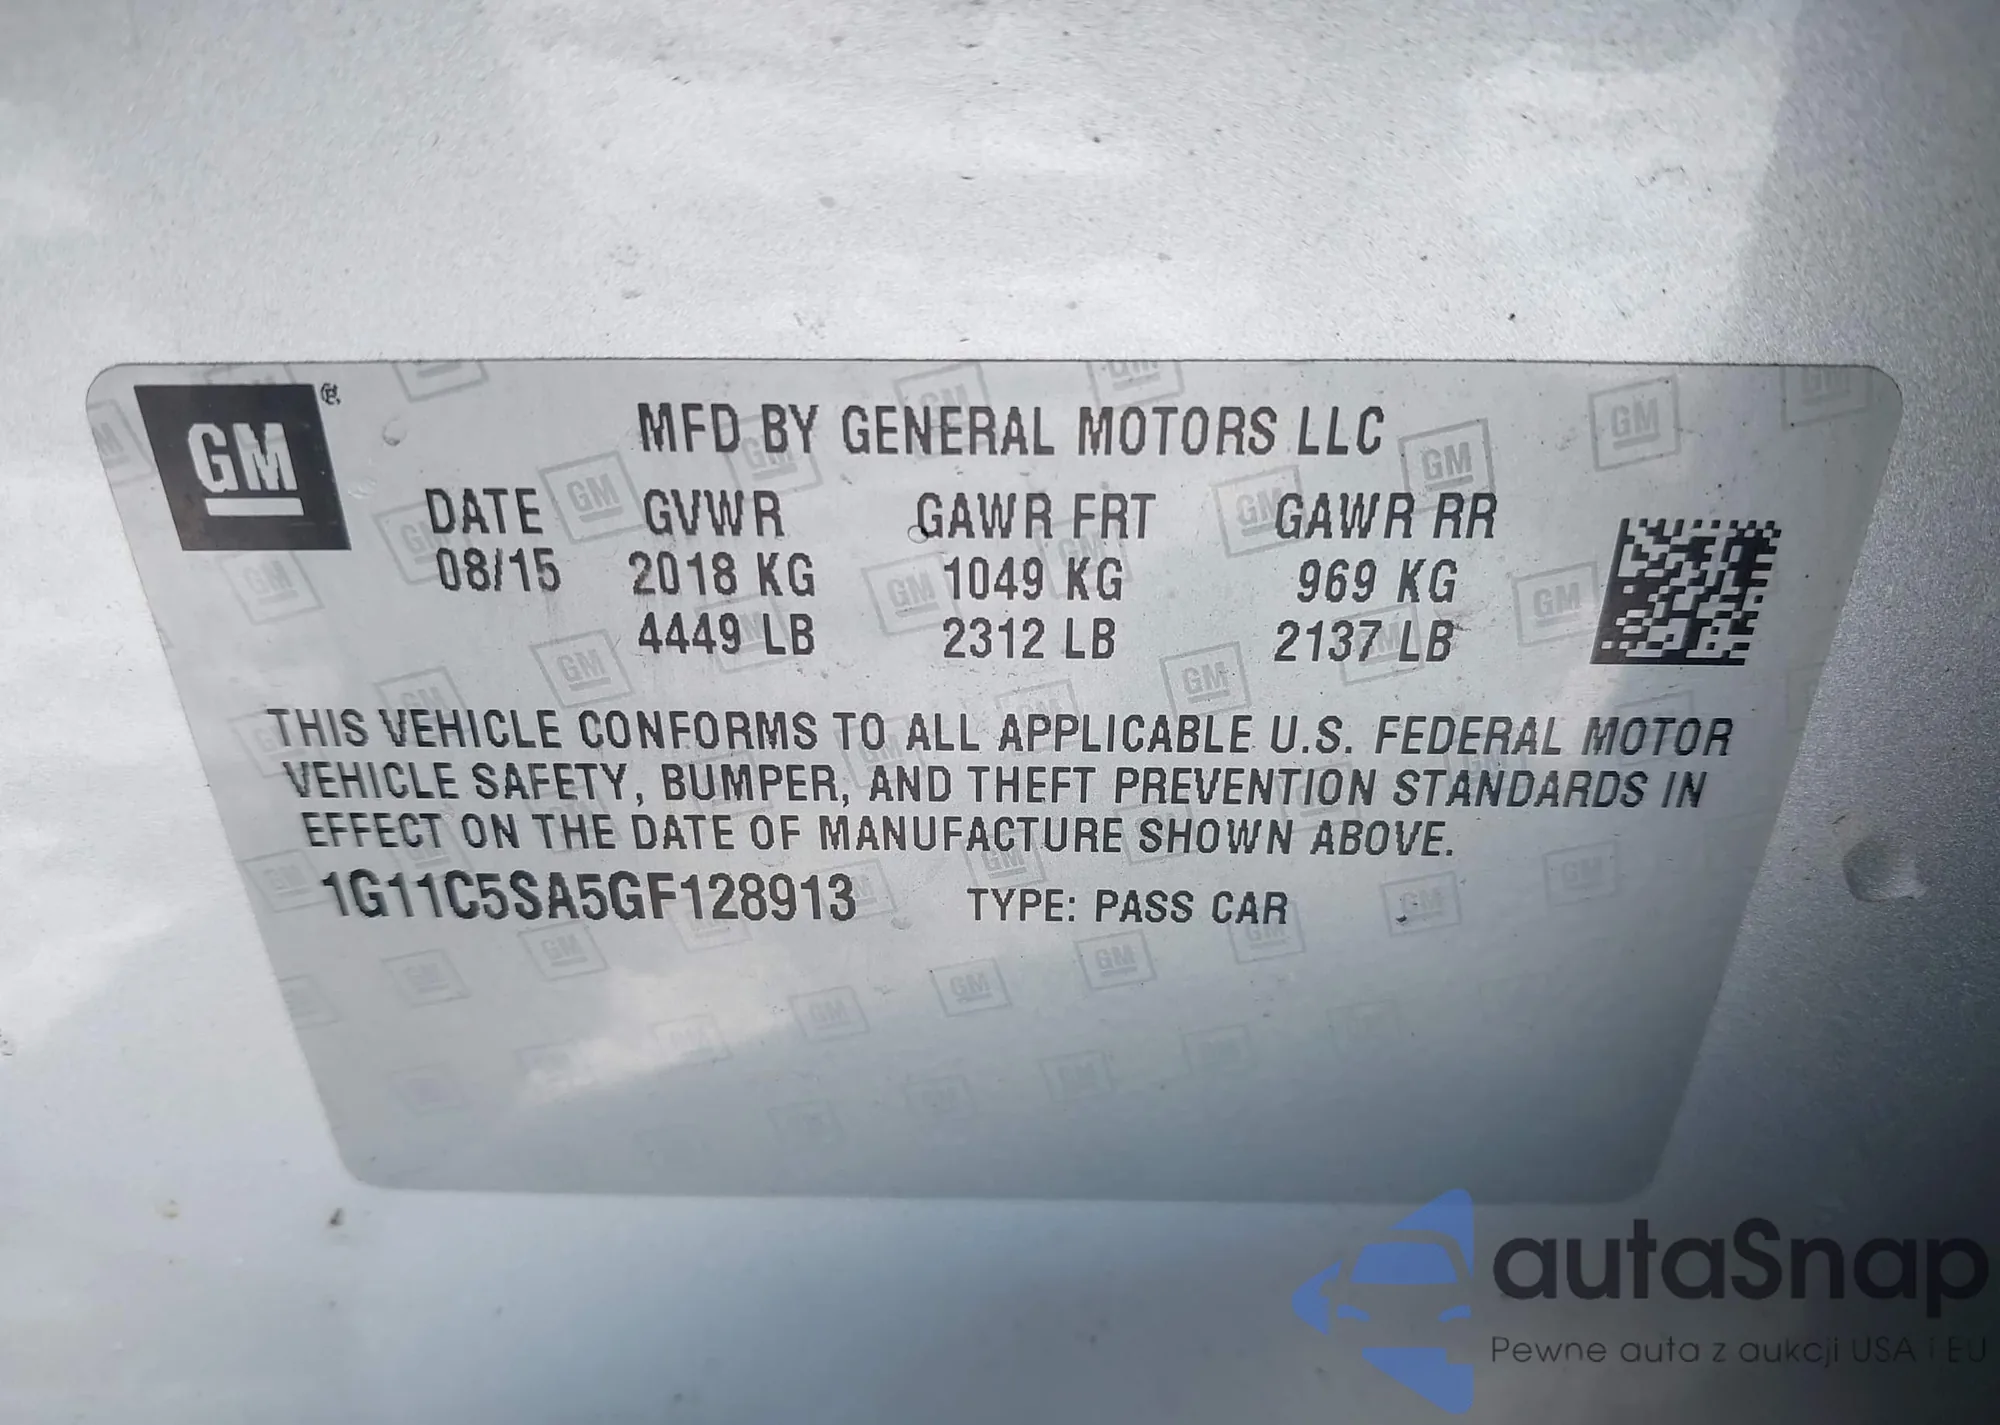 GM
MFD BY GENERAL MOTORS LLC
DATE GVWR GAWR FRT GAWR RR
08/15 2018 KG 1049 KG 969 KG
4449 LB 2312 LB 2137 LB
THIS VEHICLE CONFORMS TO ALL APPLICABLE U.S. FEDERAL MOTOR
VEHICLE SAFETY, BUMPER, AND THEFT PREVENTION STANDARDS IN
EFFECT ON THE DATE OF MANUFACTURE SHOWN ABOVE.
1G11C5SA5GF128913 TYPE: PASS CAR
autaSnap
Pewne auta z aukcji USA i EU